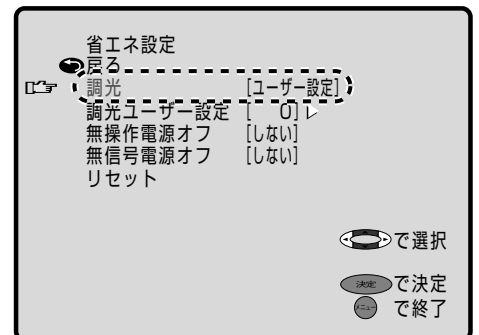 省エネ設定
戻る
調光 [ユーザー設定]
調光ユーザー設定 [ 0]
無操作電源オフ [しない]
無信号電源オフ [しない]
リセット
で選択
決定 で決定
メニュー で終了